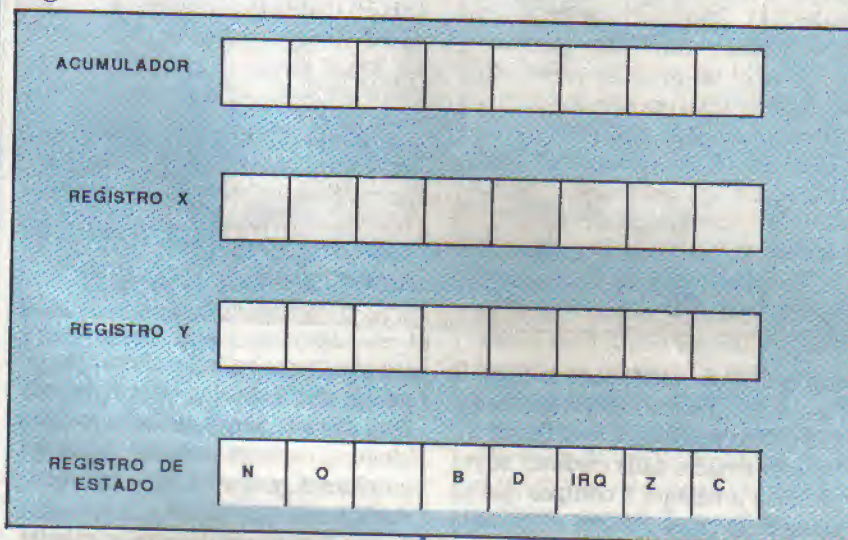 ACUMULADOR
REGISTRO X
REGISTRO Y
REGISTRO DE
ESTADO
N O B D IRQ Z C